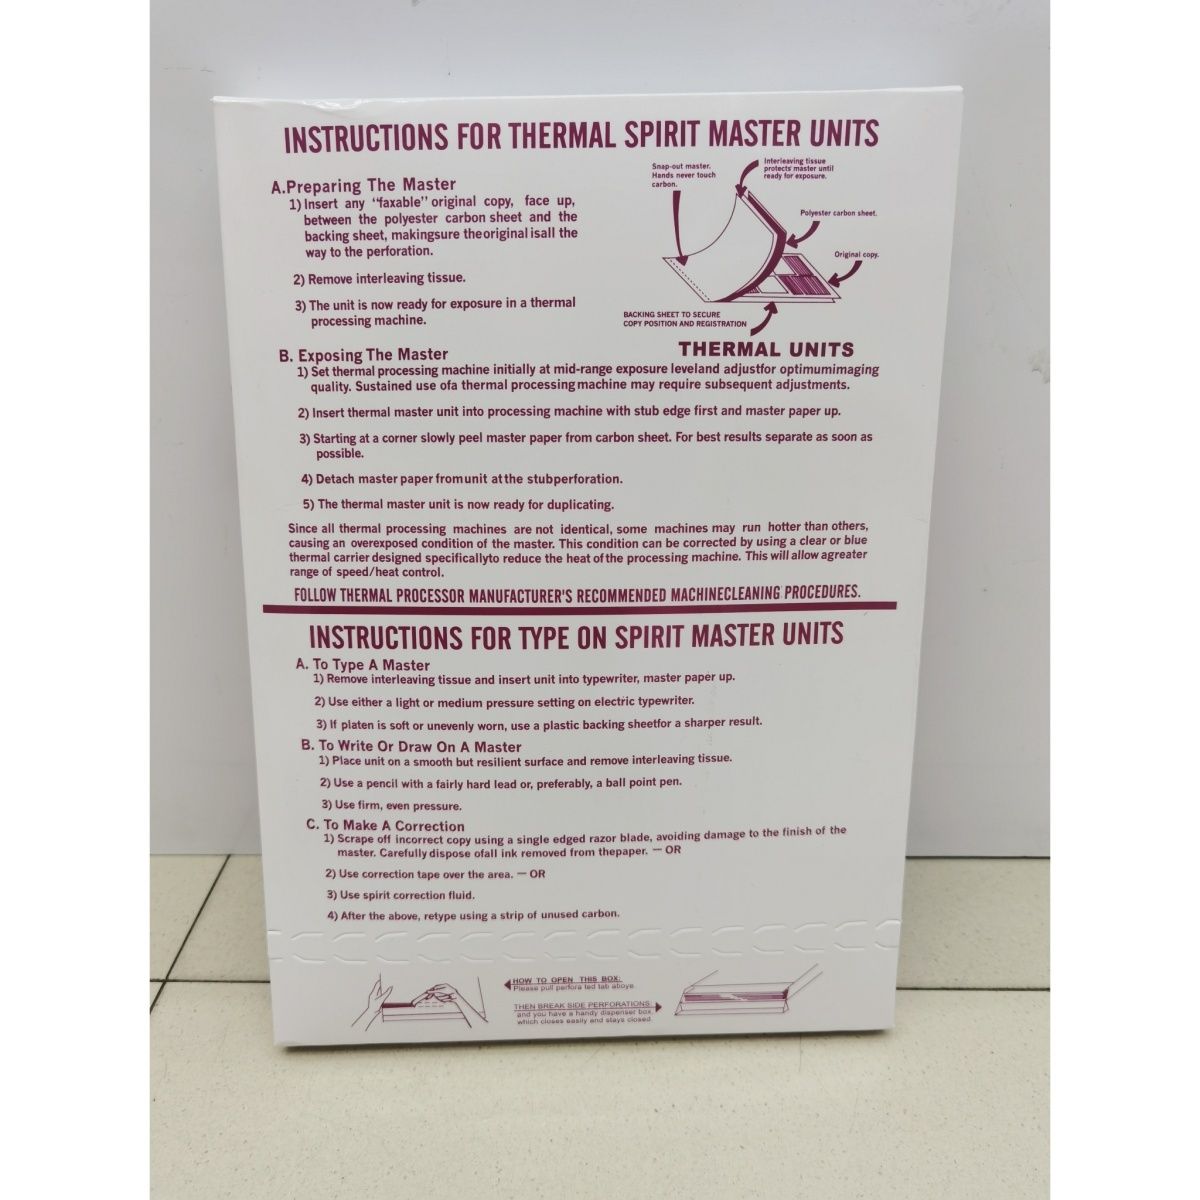 INSTRUCTIONS FOR THERMAL SPIRIT MASTER UNITS
A.Preparing The Master
1) Insert any "faxable" original copy, face up,
between the polyester carbon sheet and the
backing sheet, makingsure theoriginal isall the
way to the perforation.
2) Remove interleaving tissue.
3) The unit is now ready for exposure in a thermal
processing machine.
Snap-out master.
Hands never touch
carbon.
Interleaving tissue
protects master until
ready for exposure.
Polyester carbon sheet.
Original copy.
BACKING SHEET TO SECURE
COPY POSITION AND REGISTRATION
THERMAL UNITS
B. Exposing The Master
1) Set thermal processing machine initially at mid-range exposure leveland adjustfor optimumimaging
quality. Sustained use ofa thermal processing machine may require subsequent adjustments.
2) Insert thermal master unit into processing machine with stub edge first and master paper up.
3) Starting at a corner slowly peel master paper from carbon sheet. For best results separate as soon as
possible.
4) Detach master paper fromunit at the stubperforation.
5) The thermal master unit is now ready for duplicating.
Since all thermal processing machines are not identical, some machines may run hotter than others,
causing an overexposed condition of the master. This condition can be corrected by using a clear or blue
thermal carrier designed specificallyto reduce the heat of the processing machine. This will allow agreater
range of speed/heat control.
FOLLOW THERMAL PROCESSOR MANUFACTURER'S RECOMMENDED MACHINECLEANING PROCEDURES.
INSTRUCTIONS FOR TYPE ON SPIRIT MASTER UNITS
A. To Type A Master
1) Remove interleaving tissue and insert unit into typewriter, master paper up.
2) Use either a light or medium pressure setting on electric typewriter.
3) If platen is soft or unevenly worn, use a plastic backing sheetfor a sharper result.
B. To Write Or Draw On A Master
1) Place unit on a smooth but resilient surface and remove interleaving tissue.
2) Use a pencil with a fairly hard lead or, preferably, a ball point pen.
3) Use firm, even pressure.
C. To Make A Correction
1) Scrape off incorrect copy using a single edged razor blade, avoiding damage to the finish of the
master. Carefully dispose ofall ink removed from thepaper. — OR
2) Use correction tape over the area. — OR
3) Use spirit correction fluid.
4) After the above, retype using a strip of unused carbon.
HOW TO OPEN THIS BOX:
Please pull perfora ted tab above.
THEN BREAK SIDE PERFORATIONS:
and you have a handy dispenser box,
which closes easily and stays closed.